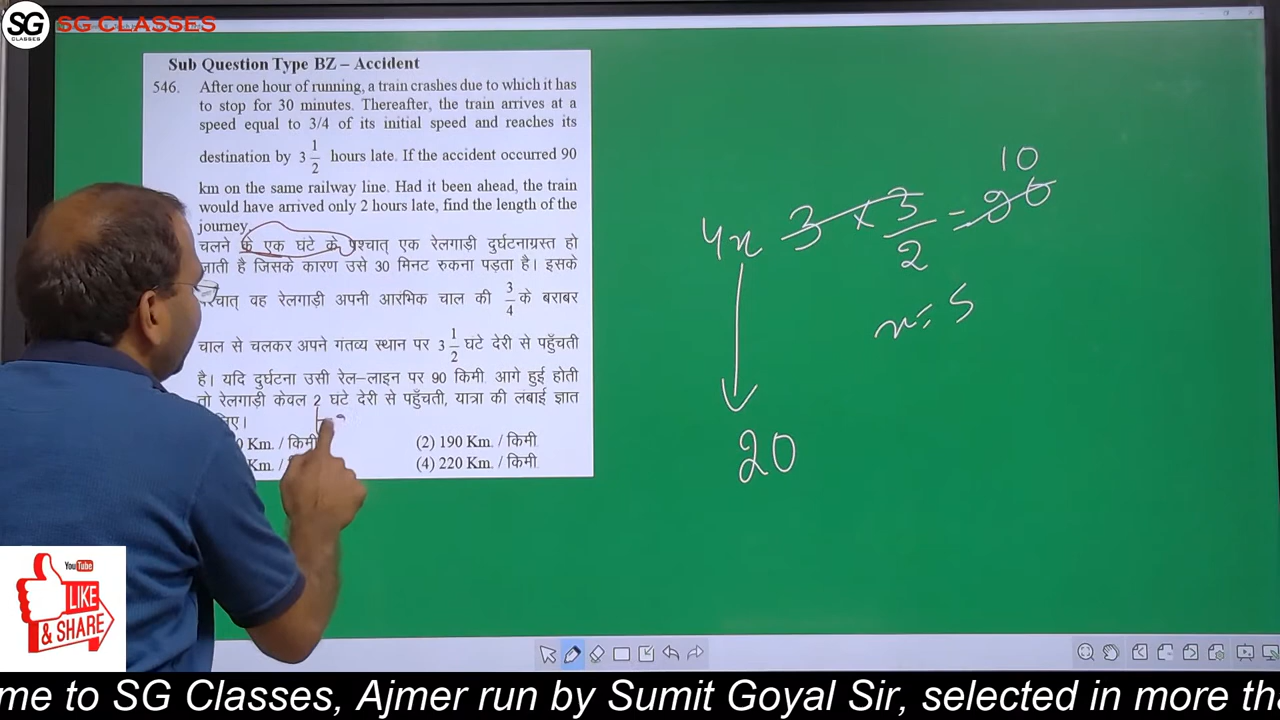 SG
CLASSES
SG CLASSES
Sub Question Type BZ – Accident
546. After one hour of running, a train crashes due to which it has
to stop for 30 minutes. Thereafter, the train arrives at a
speed equal to 3/4 of its initial speed and reaches its
destination by 3 1/2 hours late. If the accident occurred 90
km on the same railway line. Had it been ahead, the train
would have arrived only 2 hours late, find the length of the
journey.
चलने के एक घंटे के पश्चात् एक रेलगाड़ी दुर्घटनाग्रस्त हो
जाती है जिसके कारण उसे 30 मिनट रुकना पड़ता है। इसके
वह रेलगाड़ी अपनी आरभिक चाल की 3/4 के बराबर
चाल से चलकर अपने गंतव्य स्थान पर 3 1/2 घंटे देरी से पहुँचती
है। यदि दुर्घटना उसी रेल–लाइन पर 90 किमी. आगे हुई होती
तो रेलगाड़ी केवल 2 घंटे देरी से पहुँचती, यात्रा की लंबाई ज्ञात
Km. / किमी
(2) 190 Km. / किमी
Km. /
(4) 220 Km. / किमी
10
4x 3 × 3/2 = 90
x = 5
20
YouTube
LIKE
& SHARE
me to SG Classes, Ajmer run by Sumit Goyal Sir, selected in more tha